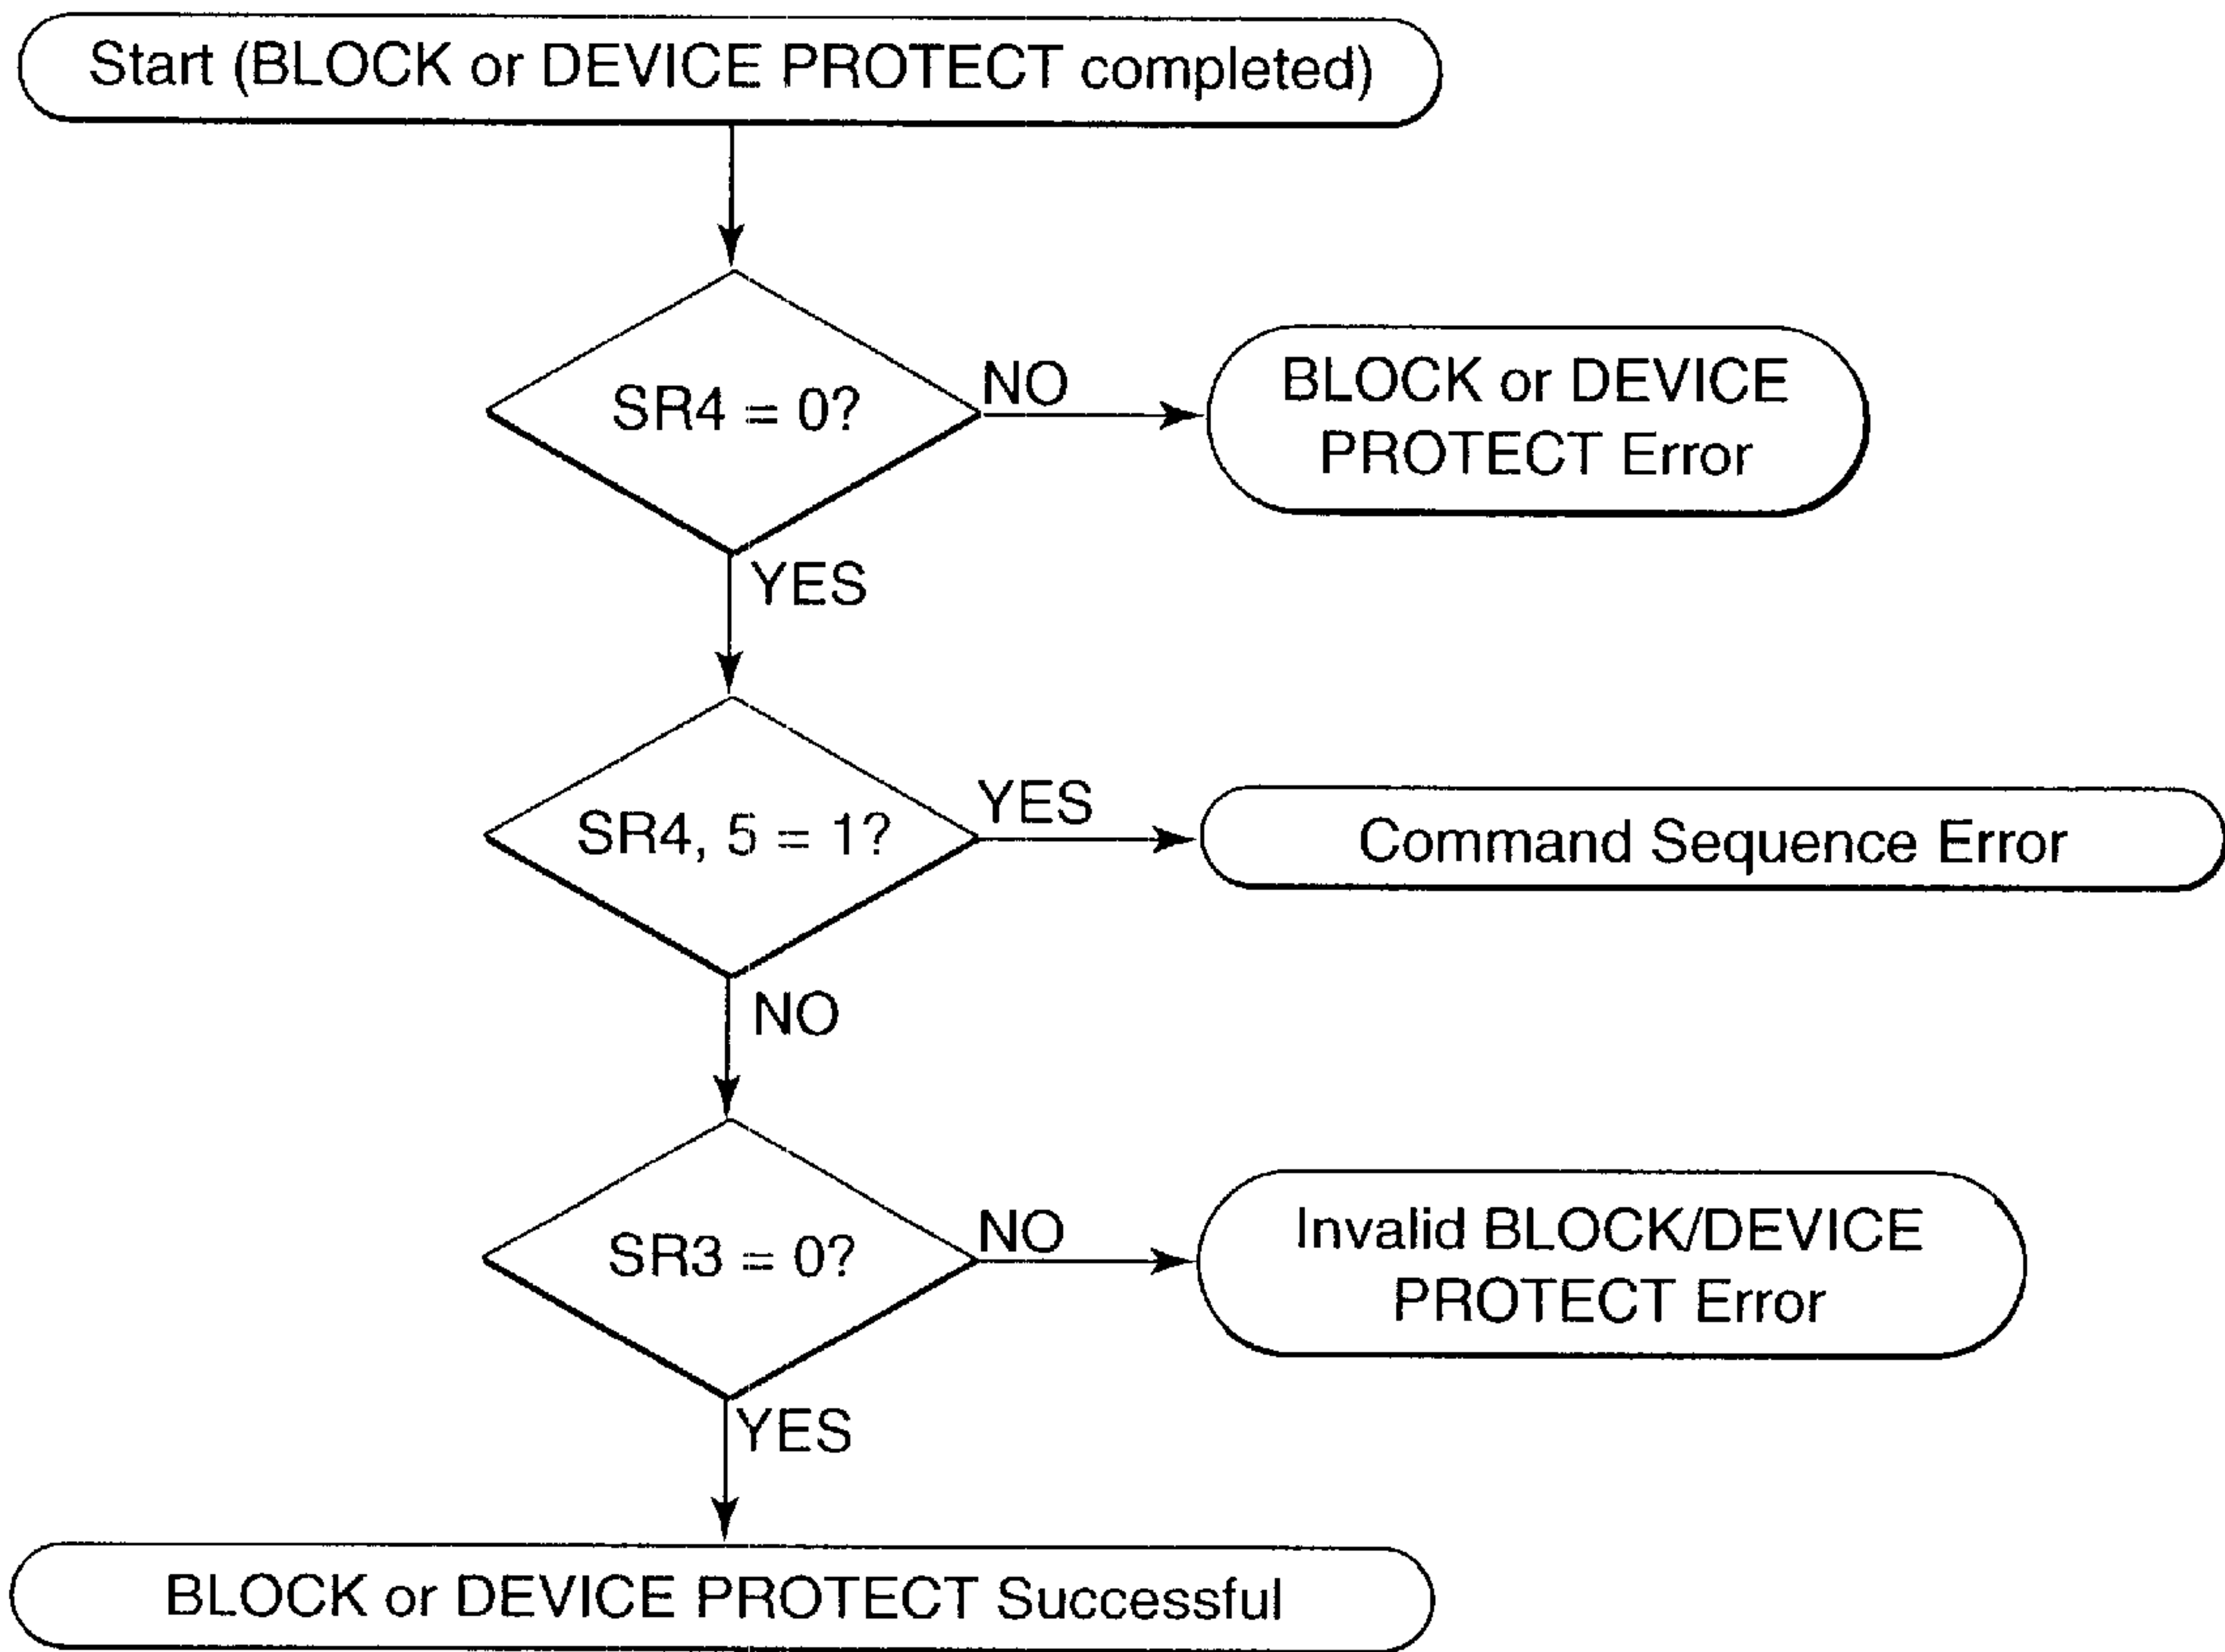 Start (BLOCK or DEVICE PROTECT completed)
SR4 = 0?
NO
BLOCK or DEVICE
PROTECT Error
YES
SR4, 5 = 1?
YES
Command Sequence Error
NO
SR3 = 0?
NO
Invalid BLOCK/DEVICE
PROTECT Error
YES
BLOCK or DEVICE PROTECT Successful